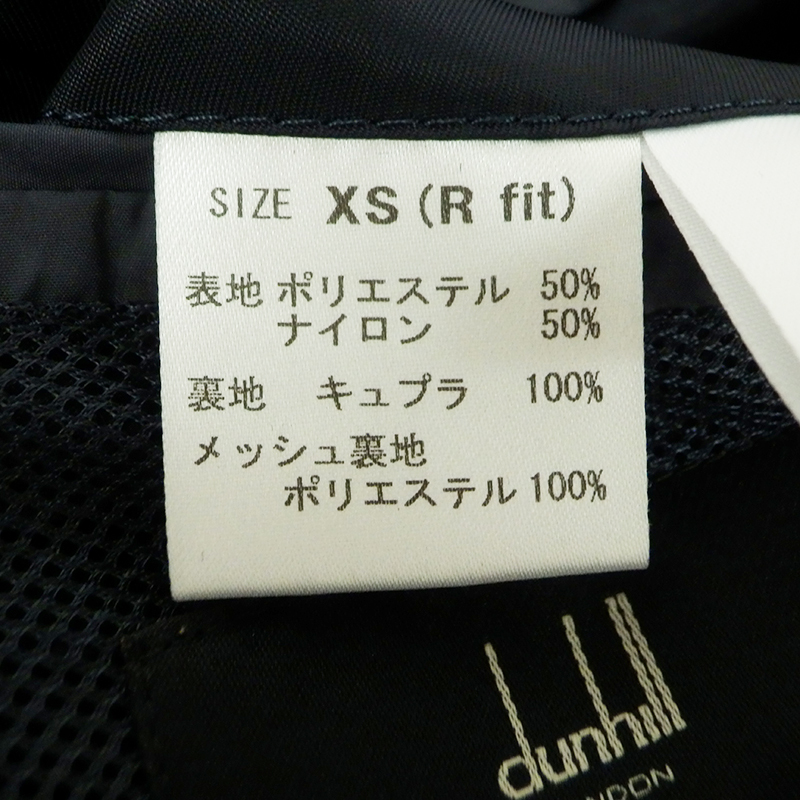 SIZE XS (R fit)
表地 ポリエステル 50%
ナイロン 50%
裏地 キュプラ 100%
メッシュ裏地
ポリエステル 100%
dunhill
LONDON